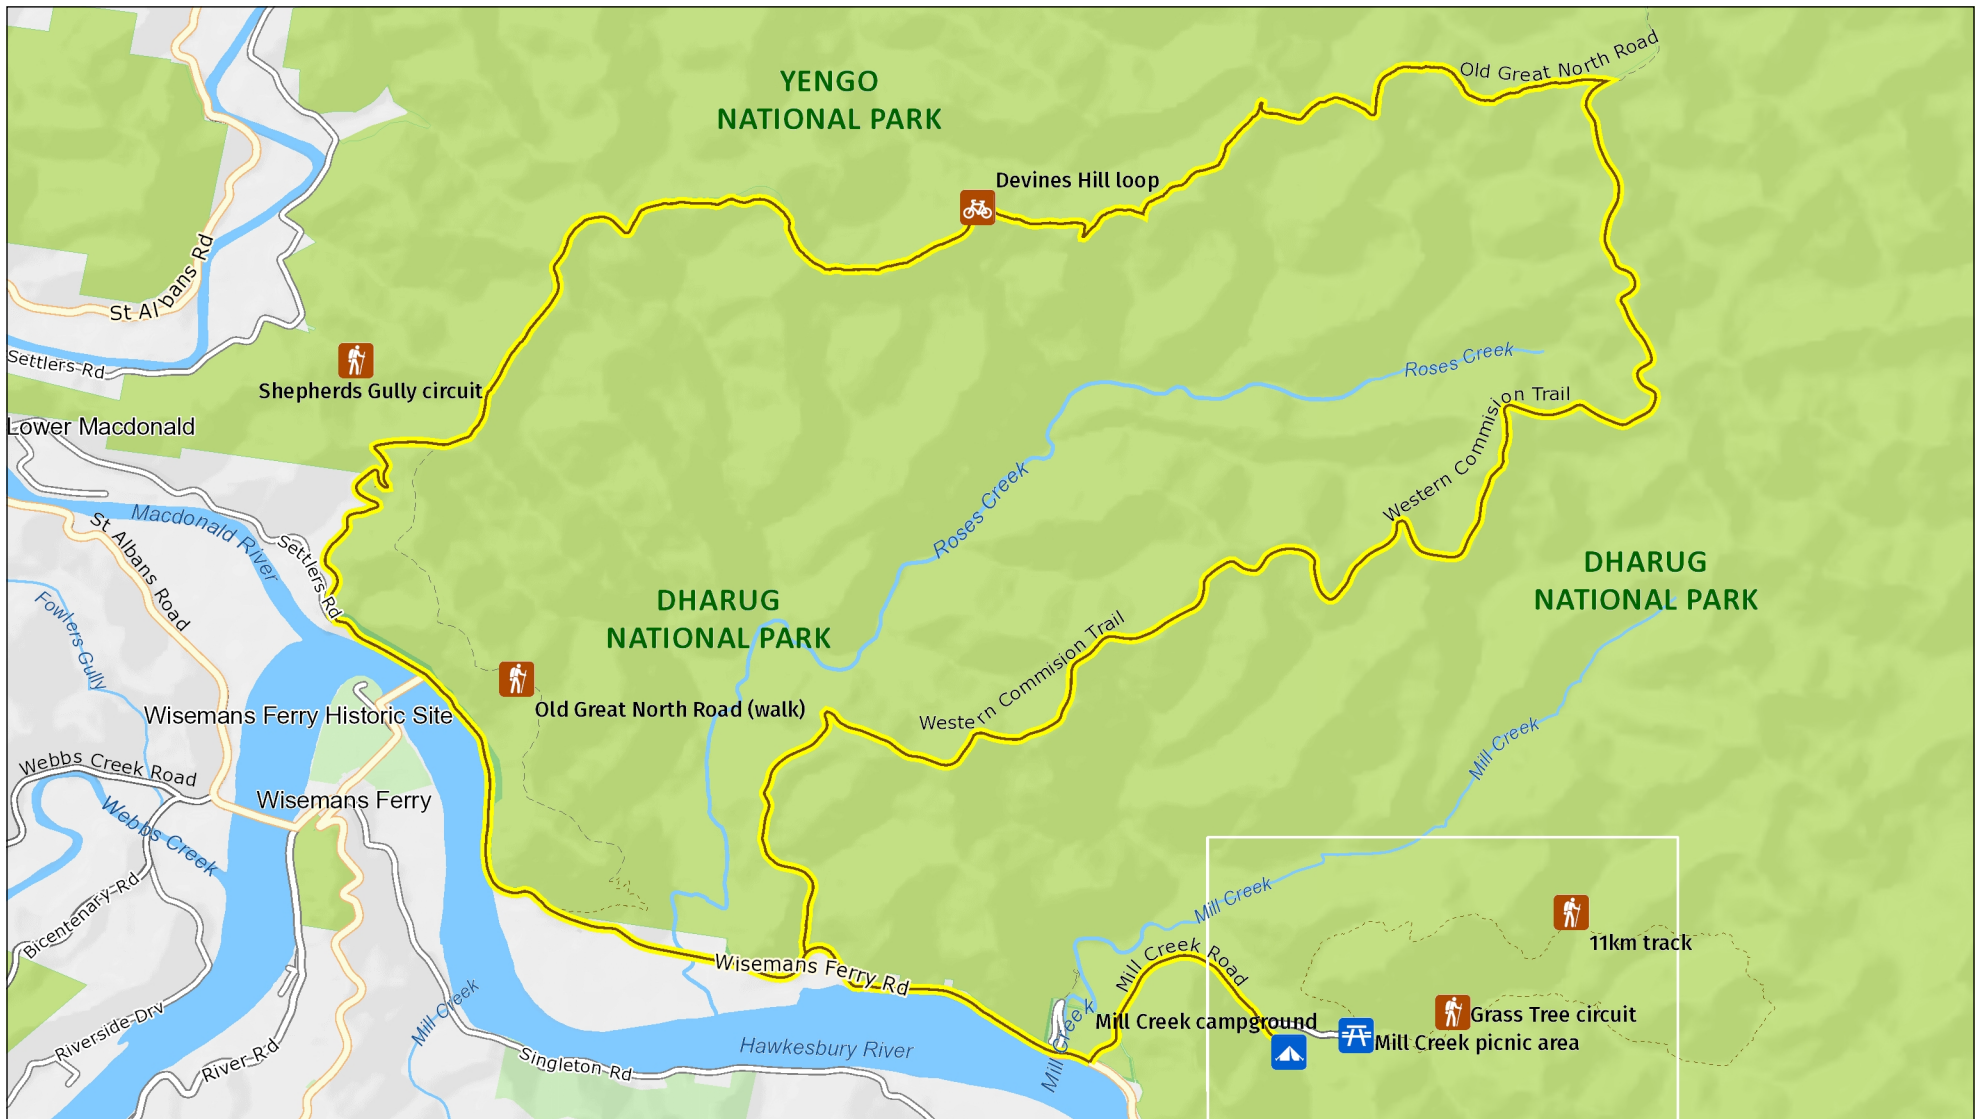 Old Great North Road
YENGO
NATIONAL PARK
Devines Hill loop
St Albans Rd
Settlers Rd
Shepherds Gully circuit
Roses Creek
Western Commision Trail
Lower Macdonald
Macdonald River
St Albans Road
Settlers Rd
Roses Creek
DHARUG
NATIONAL PARK
Fowlers Gully
DHARUG
NATIONAL PARK
Western Commision Trail
Old Great North Road (walk)
Wisemans Ferry Historic Site
Mill Creek
Webbs Creek Road
Wisemans Ferry
Webbs Creek
Bicentenary Rd
Mill Creek
11km track
Mill Creek Road
Wisemans Ferry Rd
Mill Creek
Mill Creek campground
Grass Tree circuit
Mill Creek picnic area
Mill Creek
Riverside Drv
River Rd
Singleton Rd
Hawkesbury River